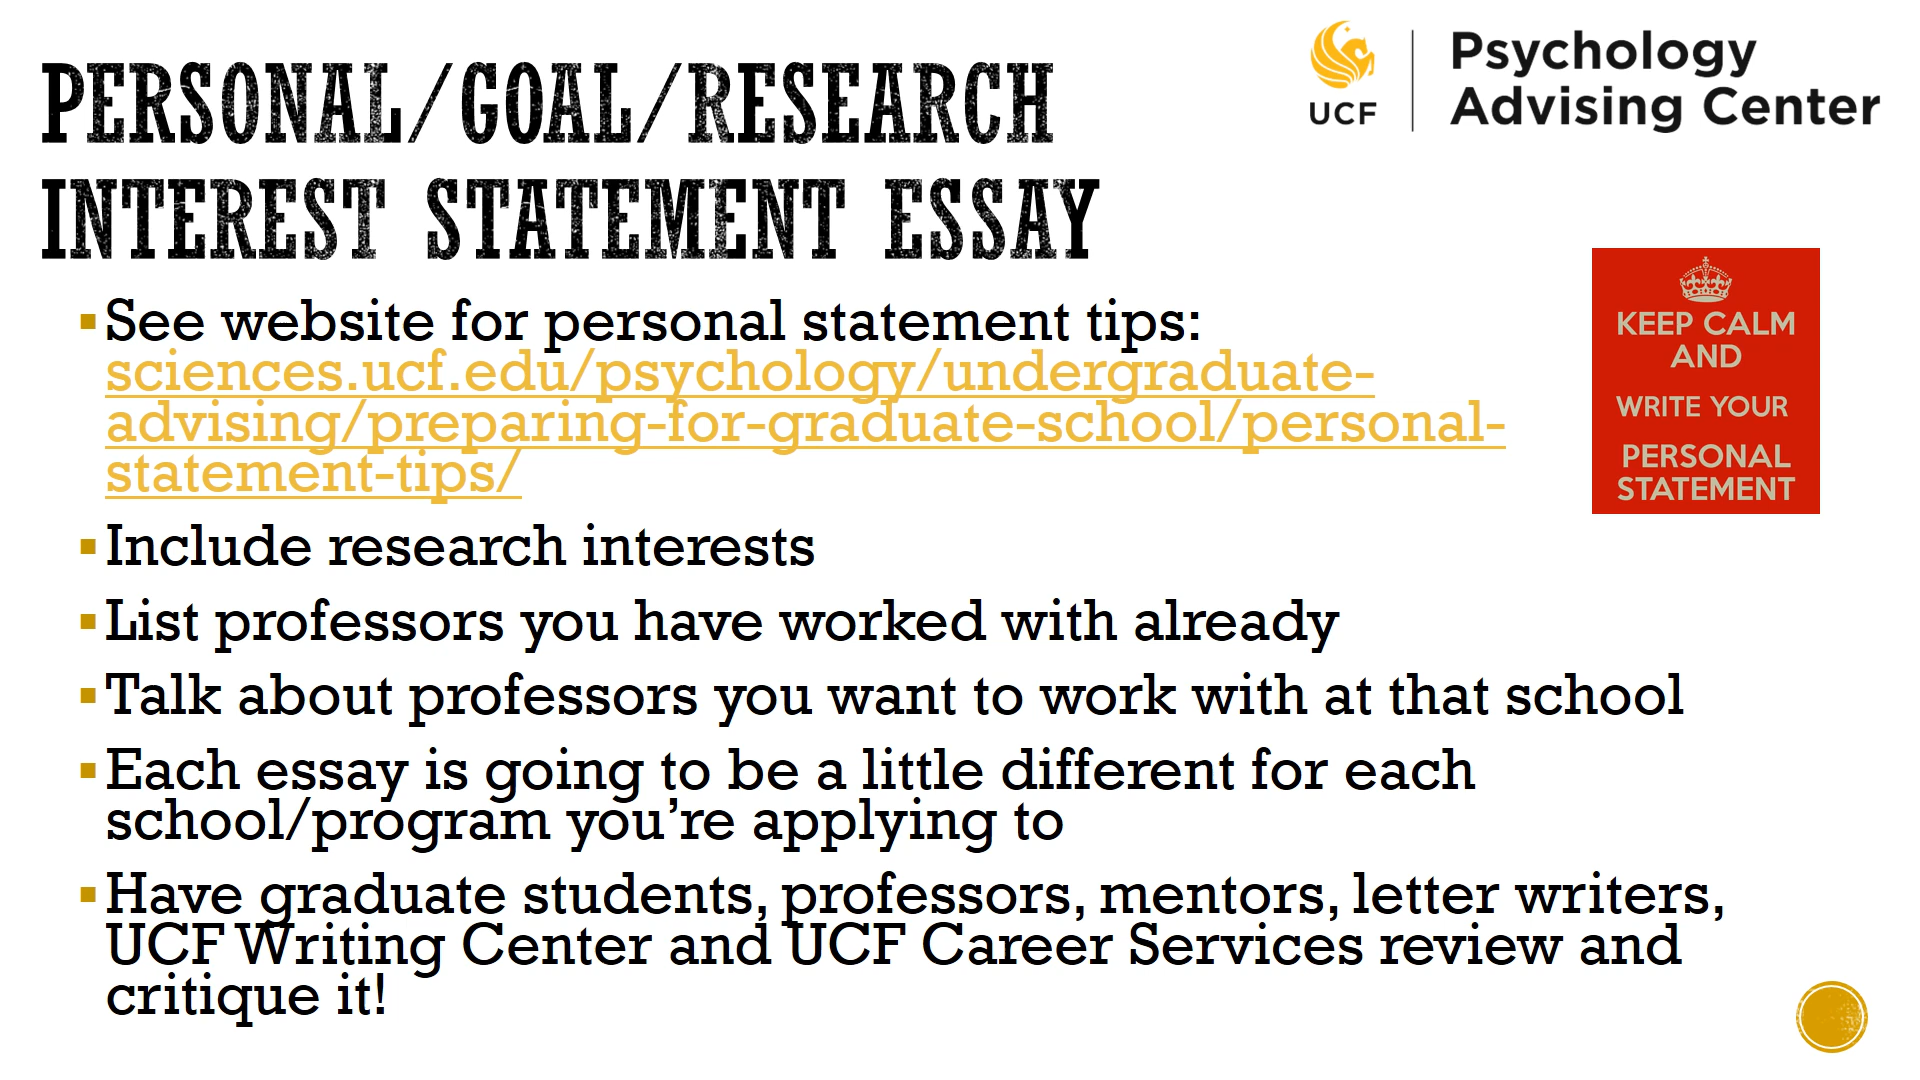 PERSONAL/GOAL/RESEARCH
INTEREST STATEMENT ESSAY
UCF
Psychology
Advising Center
See website for personal statement tips:
sciences.ucf.edu/psychology/undergraduate-
advising/preparing-for-graduate-school/personal-
statement-tips/
KEEP CALM
AND
WRITE YOUR
PERSONAL
STATEMENT
Include research interests
List professors you have worked with already
Talk about professors you want to work with at that school
Each essay is going to be a little different for each
school/program you’re applying to
Have graduate students, professors, mentors, letter writers,
UCF Writing Center and UCF Career Services review and
critique it!